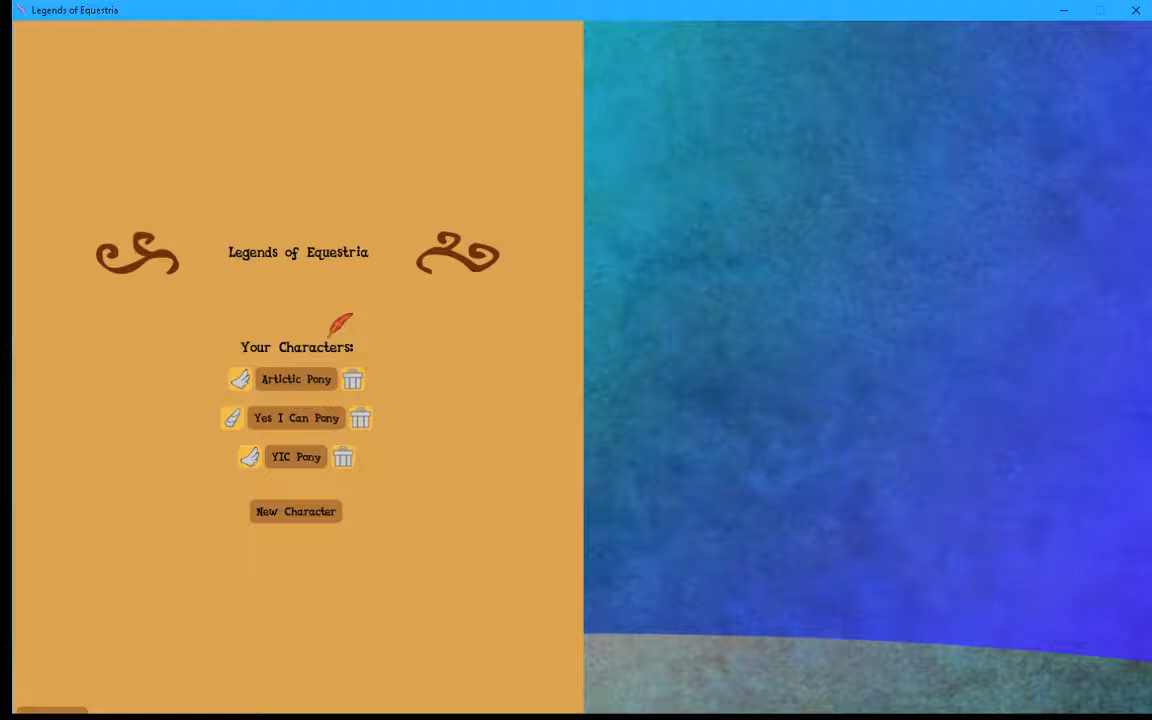 Legends of Equestria
Legends of Equestria
Your Characters:
Artictic Pony
Yes I Can Pony
YIC Pony
New Character